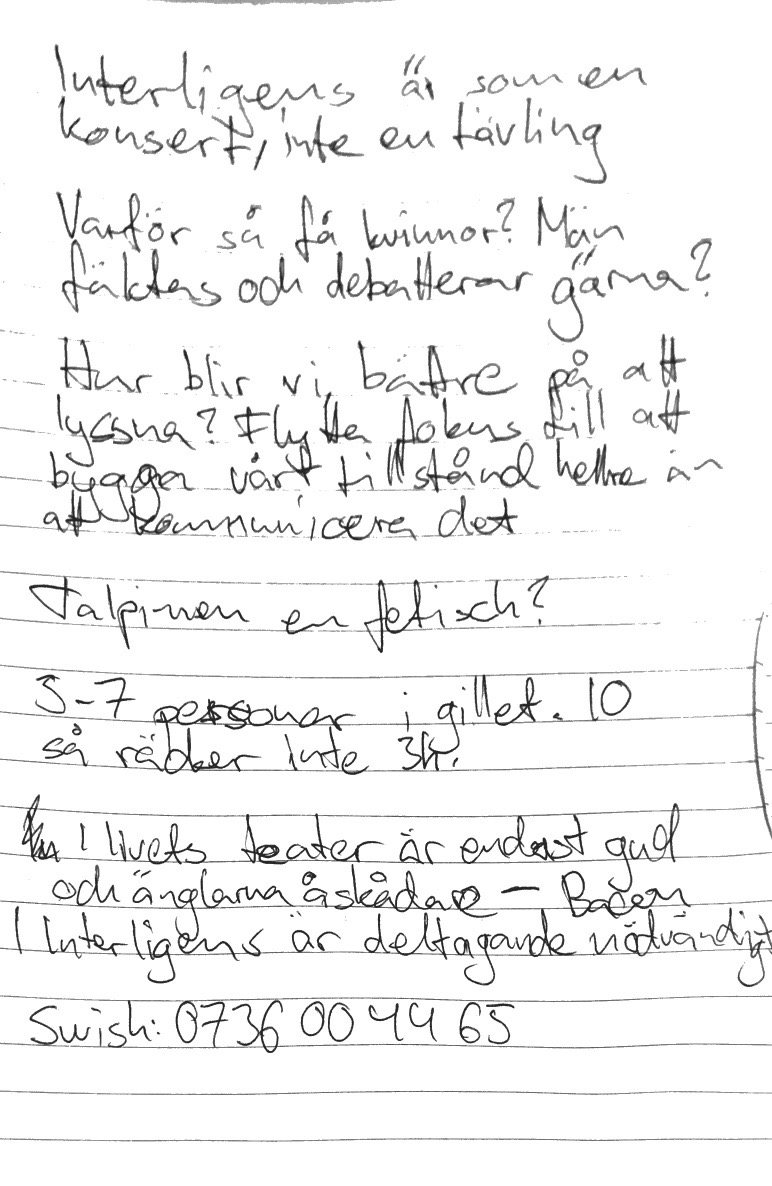 Interligens är som en
konsert, inte en tävling
Varför så få kvinnor? Män
fäktas och debatterar gärna?
Hur blir vi bättre på att
lyssna? Flytta fokus till att
bygga vårt tillstånd hellre än
att kommunicera det
Talpinnen en fetisch?
5-7 personer i gillet. 10
så räcker inte 3h.
I livets teater är endast gud
och änglarna åskådare — Bacon
I Interligens är deltagande nödvändigt
Swish: 0736 00 44 65